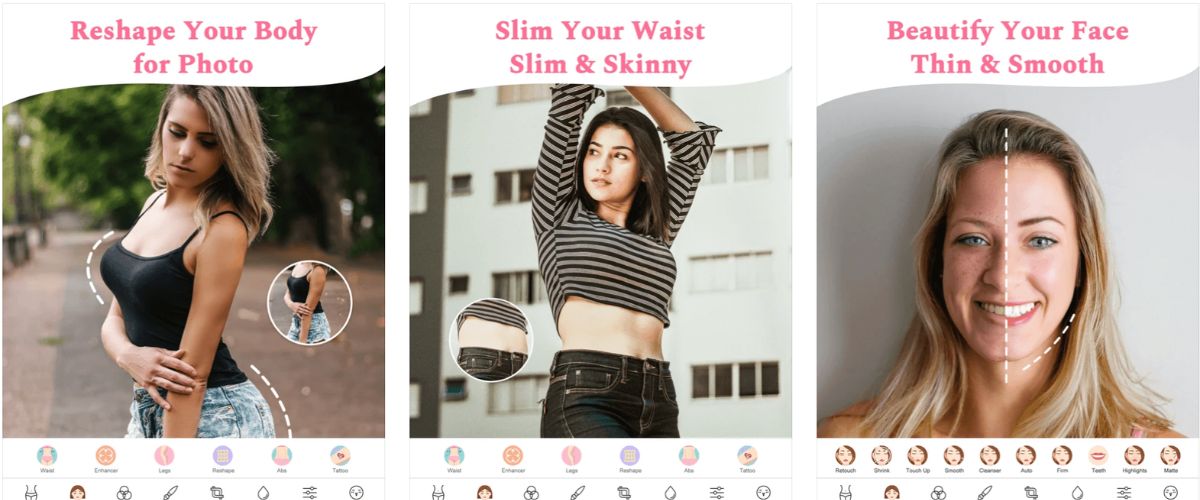 Reshape Your Body
for Photo
Waist Enhancer Legs Reshape Abs Tattoo
Slim Your Waist
Slim & Skinny
Waist Enhancer Legs Reshape Abs Tattoo
Beautify Your Face
Thin & Smooth
Retouch Shrink Touch Up Smooth Cleanser Auto Firm Teeth Highlights Matte